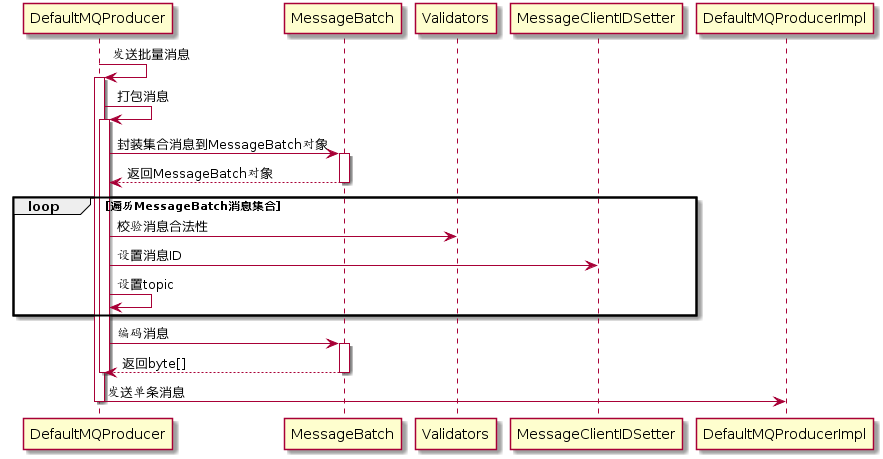 DefaultMQProducer
MessageBatch
Validators
MessageClientIDSetter
DefaultMQProducerImpl
发送批量消息
打包消息
封装集合消息到MessageBatch对象
返回MessageBatch对象
loop
[遍历MessageBatch消息集合]
校验消息合法性
设置消息ID
设置topic
编码消息
返回byte[]
发送单条消息
DefaultMQProducer
MessageBatch
Validators
MessageClientIDSetter
DefaultMQProducerImpl